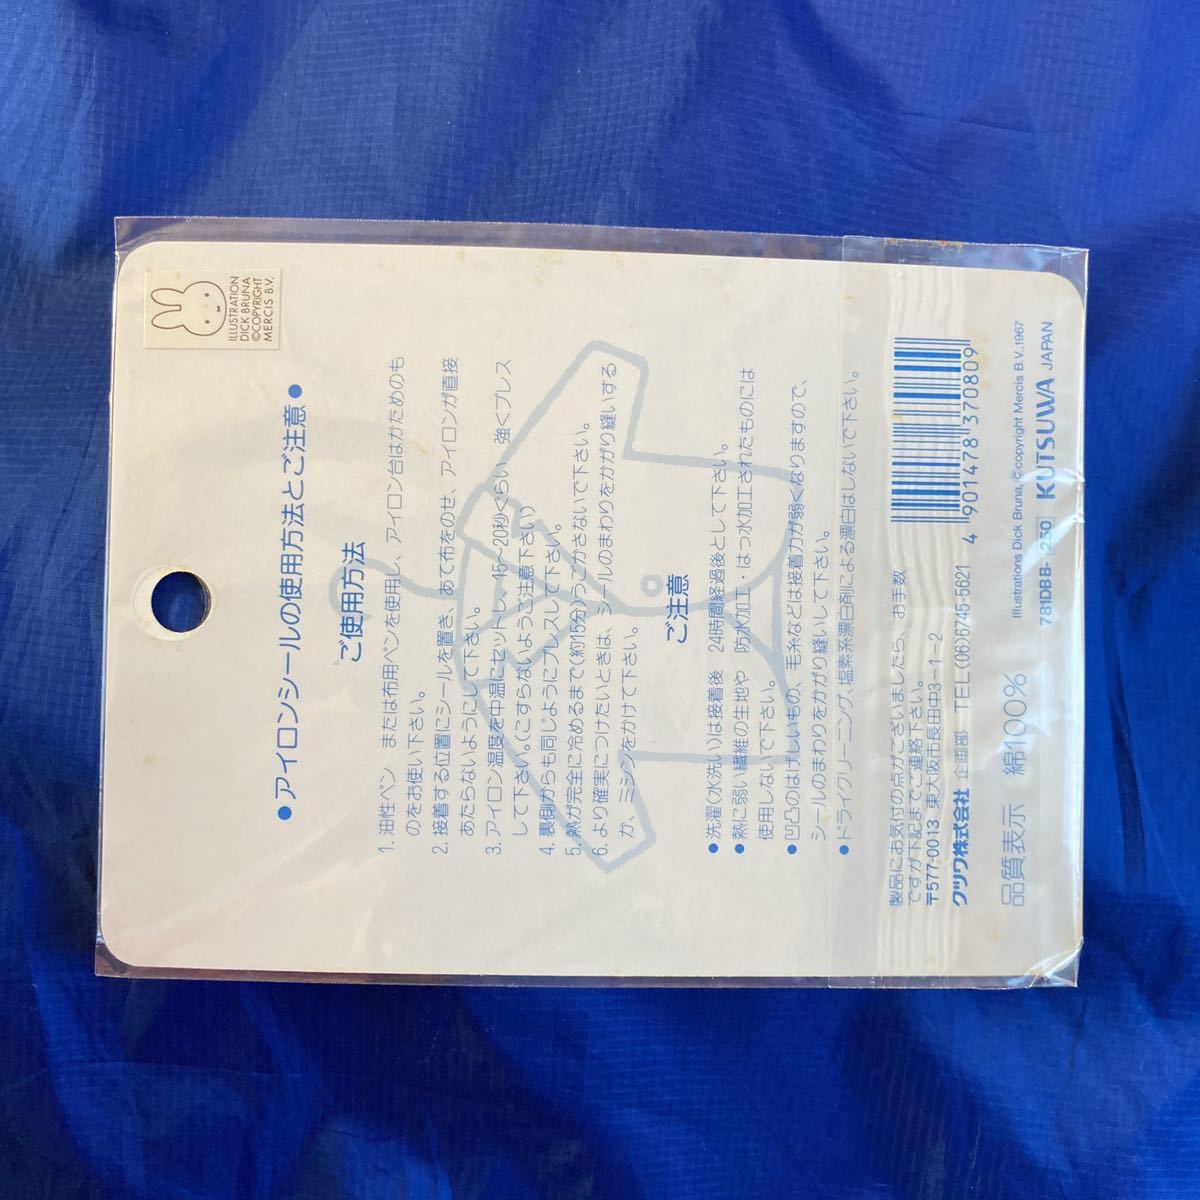 ILLUSTRATION
DICK BRUNA
©COPYRIGHT
MERCIS B.V.
●アイロンシールの使用方法とご注意●
ご使用方法
1. 油性ペン または布用ペンを使用し、アイロン台はかためのも
のをお使い下さい。
2. 接着する位置にシールを置き、あて布をのせ、アイロンが直接
あたらないようにして下さい。
3. アイロン温度を中温にセットし、15〜20秒くらい 強くプレス
して下さい。(こすらないようご注意下さい)
4. 裏側からも同じようにプレスして下さい。
5. 熱が完全に冷めるまで(約15分)うごかさないで下さい。
6. より確実につけたいときは、シールのまわりをかがり縫いする
か、ミシンをかけて下さい。
ご注意
●洗濯(水洗い)は接着後 24時間経過後として下さい。
●熱に弱い繊維の生地や 防水加工・はっ水加工されたものには
使用しないで下さい。
●凹凸のはげしいもの、毛糸などは接着力が弱くなりますので、
シールのまわりをかがり縫いして下さい。
●ドライクリーニング、塩素系漂白剤による漂白はしないで下さい。
製品にお気付の点がございましたら、お手数
ですが下記までご連絡下さい。
〒577-0013 東大阪市長田中3-1-2
クツワ株式会社 企画部 TEL(06)6745-5621
4 901478 370809
品質表示 綿100%
Illustrations Dick Bruna, © copyright Mercis B.V., 1967
781DBB-250 KUTSUWA JAPAN